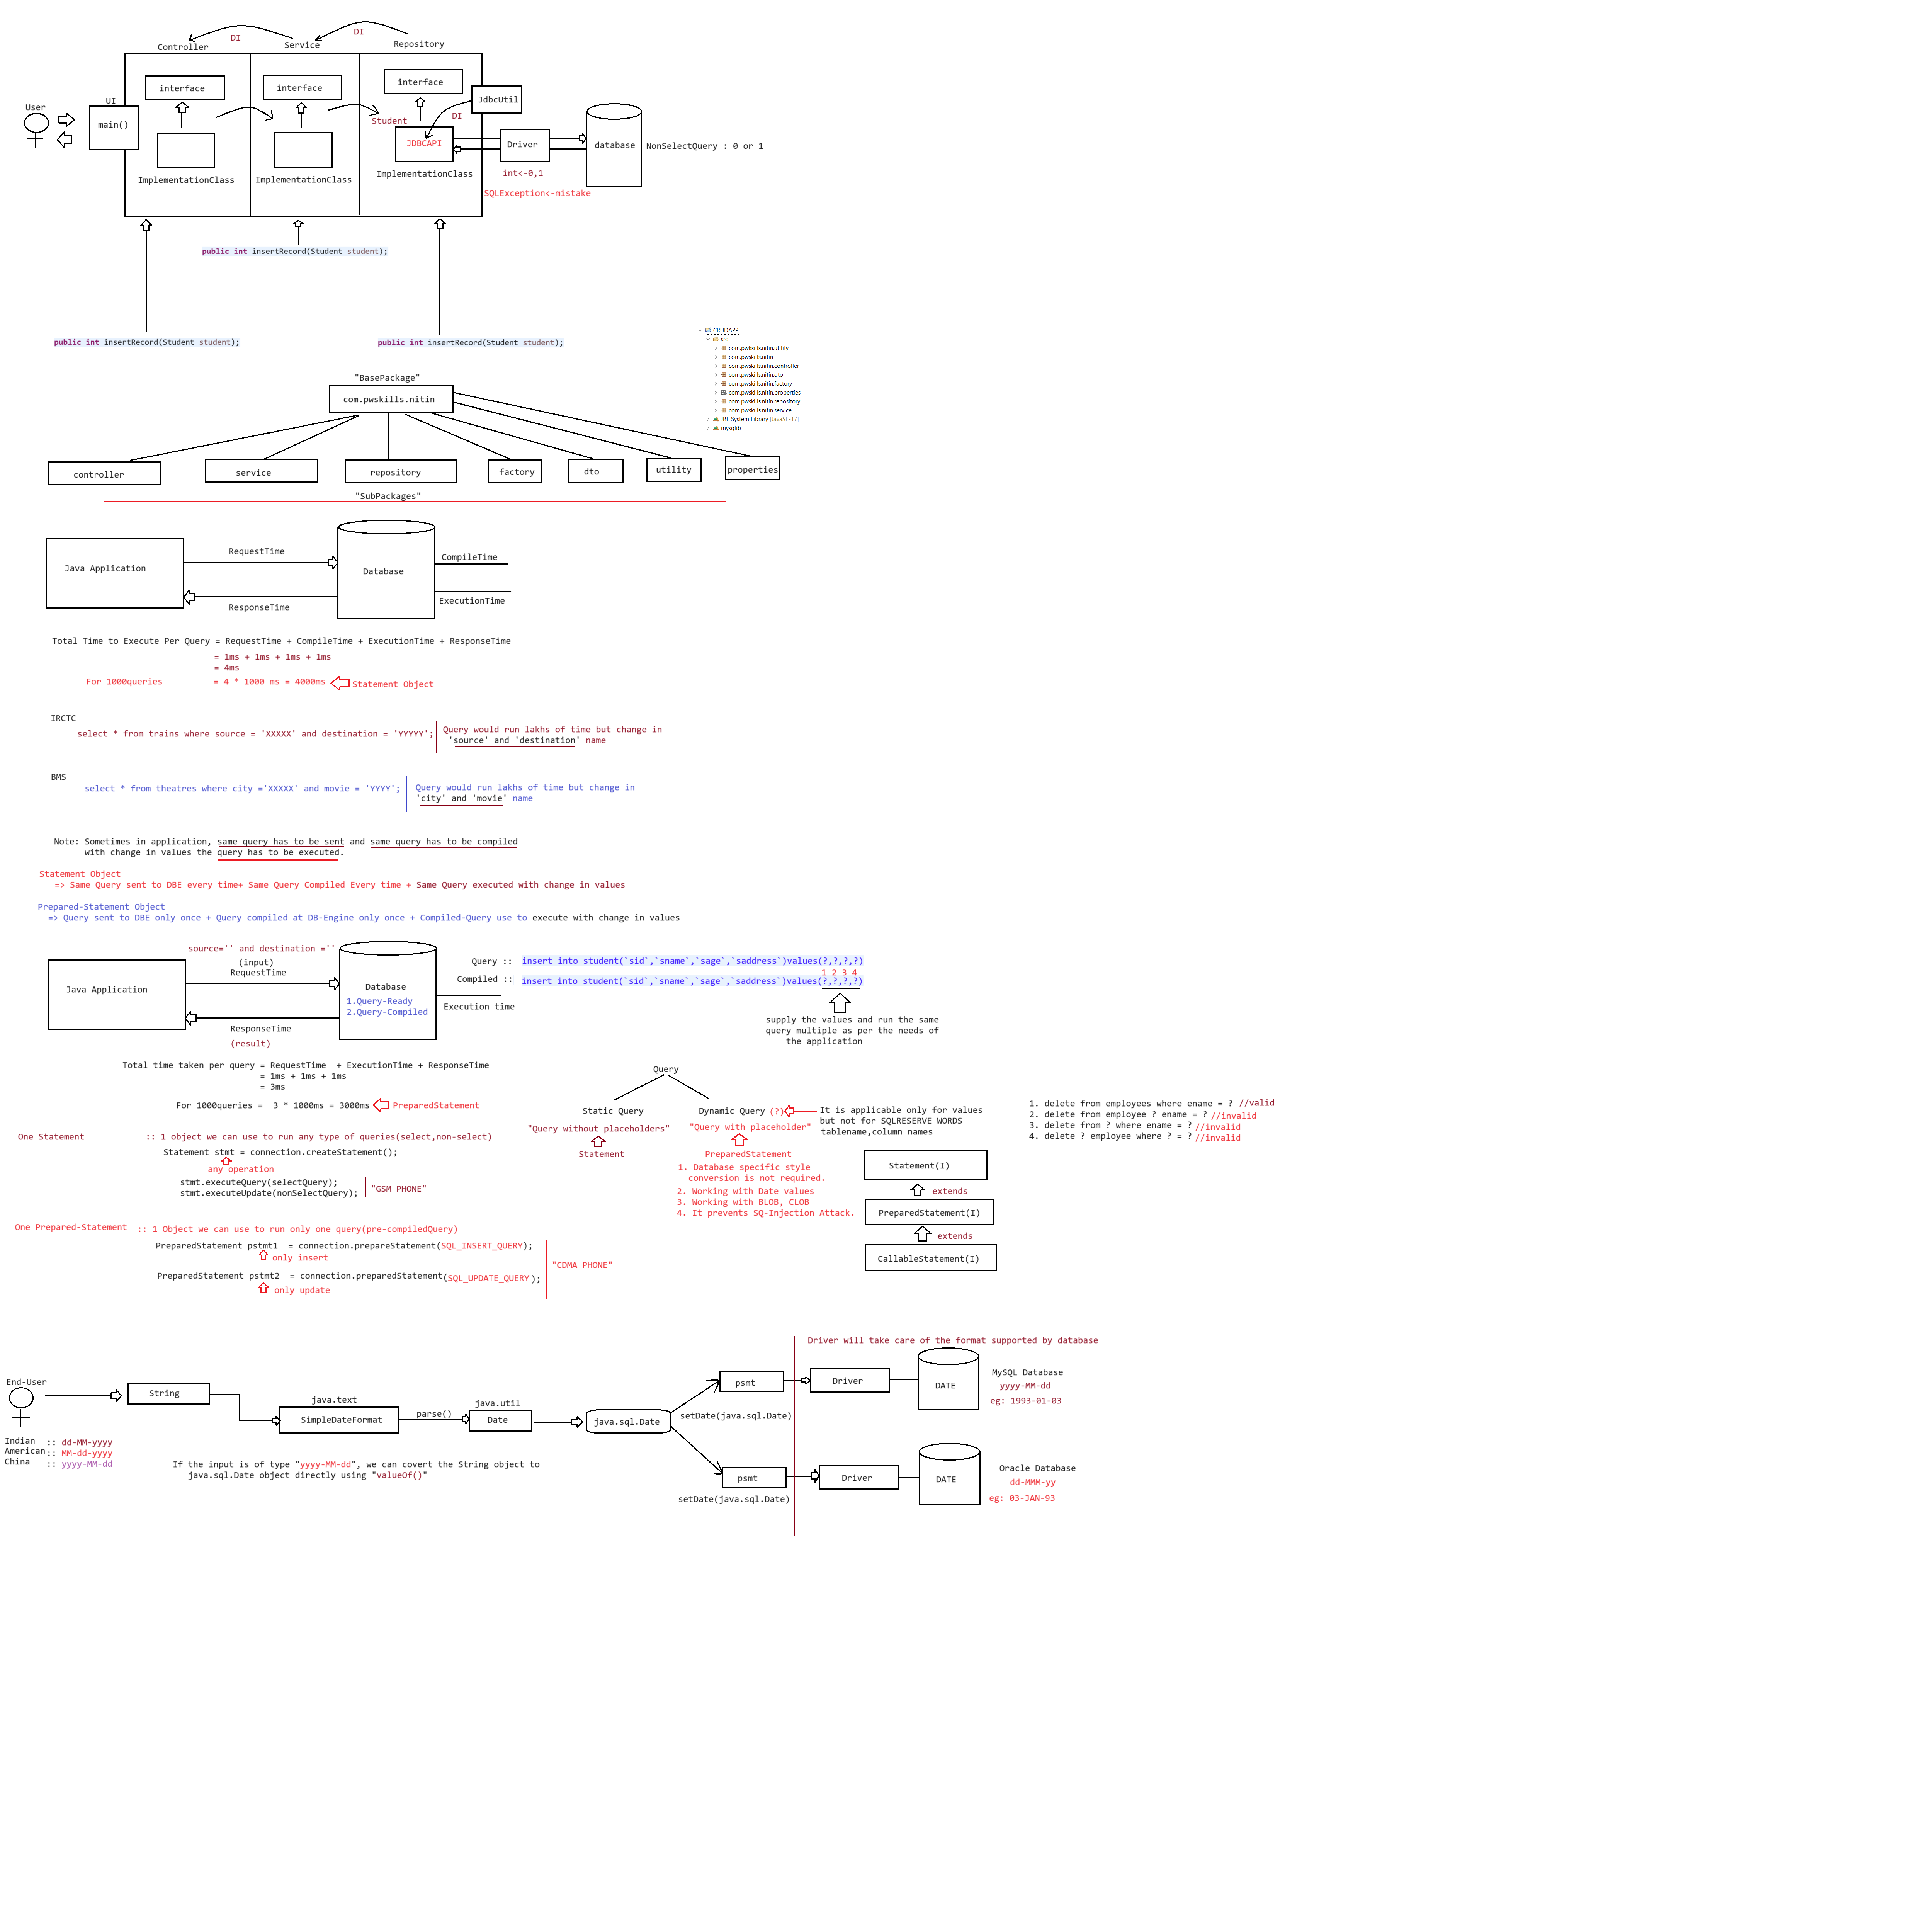 DI
DI
Controller
Service
Repository
interface
interface
interface
JdbcUtil
UI
User
main()
Student
DI
JDBCAPI
Driver
database
NonSelectQuery : 0 or 1
ImplementationClass
ImplementationClass
ImplementationClass
int<-0,1
SQLException<-mistake
public int insertRecord(Student student);
public int insertRecord(Student student);
public int insertRecord(Student student);
CRUDAPP
src
com.pwksills.nitin.utility
com.pwskills.nitin
com.pwskills.nitin.controller
com.pwskills.nitin.dto
com.pwskills.nitin.factory
com.pwskills.nitin.properties
com.pwskills.nitin.repository
com.pwskills.nitin.service
JRE System Library [JavaSE-17]
mysqlib
"BasePackage"
com.pwskills.nitin
controller
service
repository
factory
dto
utility
properties
"SubPackages"
Java Application
RequestTime
ResponseTime
Database
CompileTime
ExecutionTime
Total Time to Execute Per Query = RequestTime + CompileTime + ExecutionTime + ResponseTime
= 1ms + 1ms + 1ms + 1ms
= 4ms
For 1000queries = 4 * 1000 ms = 4000ms Statement Object
IRCTC
select * from trains where source = 'XXXXX' and destination = 'YYYYY';
Query would run lakhs of time but change in
'source' and 'destination' name
BMS
select * from theatres where city ='XXXXX' and movie = 'YYYY';
Query would run lakhs of time but change in
'city' and 'movie' name
Note: Sometimes in application, same query has to be sent and same query has to be compiled
with change in values the query has to be executed.
Statement Object
=> Same Query sent to DBE every time+ Same Query Compiled Every time + Same Query executed with change in values
Prepared-Statement Object
=> Query sent to DBE only once + Query compiled at DB-Engine only once + Compiled-Query use to execute with change in values
source='' and destination =''
(input)
RequestTime
Java Application
ResponseTime
(result)
Database
1.Query-Ready
2.Query-Compiled
Execution time
Query :: insert into student(`sid`,`sname`,`sage`,`saddress`)values(?,?,?,?)
1 2 3 4
Compiled :: insert into student(`sid`,`sname`,`sage`,`saddress`)values(?,?,?,?)
supply the values and run the same
query multiple as per the needs of
the application
Total time taken per query = RequestTime + ExecutionTime + ResponseTime
= 1ms + 1ms + 1ms
= 3ms
For 1000queries = 3 * 1000ms = 3000ms PreparedStatement
Query
Static Query
"Query without placeholders"
Statement
Dynamic Query (?)
"Query with placeholder"
PreparedStatement
1. Database specific style
conversion is not required.
2. Working with Date values
3. Working with BLOB, CLOB
4. It prevents SQ-Injection Attack.
It is applicable only for values
but not for SQLRESERVE WORDS
tablename,column names
1. delete from employees where ename = ? //valid
2. delete from employee ? ename = ? //invalid
3. delete from ? where ename = ? //invalid
4. delete ? employee where ? = ? //invalid
Statement(I)
extends
PreparedStatement(I)
extends
CallableStatement(I)
One Statement :: 1 object we can use to run any type of queries(select,non-select)
Statement stmt = connection.createStatement();
any operation
stmt.executeQuery(selectQuery);
stmt.executeUpdate(nonSelectQuery);
"GSM PHONE"
One Prepared-Statement :: 1 Object we can use to run only one query(pre-compiledQuery)
PreparedStatement pstmt1 = connection.prepareStatement(SQL_INSERT_QUERY);
only insert
PreparedStatement pstmt2 = connection.preparedStatement(SQL_UPDATE_QUERY);
only update
"CDMA PHONE"
Driver will take care of the format supported by database
End-User
String
java.text
SimpleDateFormat
parse()
java.util
Date
java.sql.Date
psmt
setDate(java.sql.Date)
Driver
DATE
MySQL Database
yyyy-MM-dd
eg: 1993-01-03
Indian :: dd-MM-yyyy
American:: MM-dd-yyyy
China :: yyyy-MM-dd
If the input is of type "yyyy-MM-dd", we can covert the String object to
java.sql.Date object directly using "valueOf()"
psmt
setDate(java.sql.Date)
Driver
DATE
Oracle Database
dd-MMM-yy
eg: 03-JAN-93